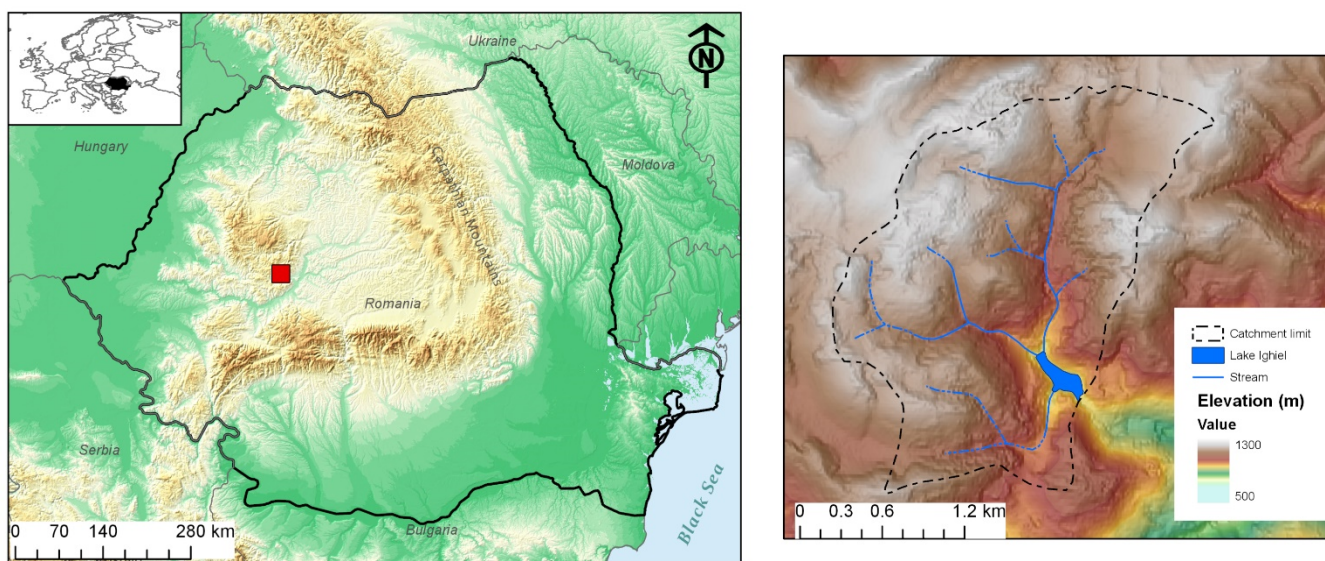 Ukraine
N
Hungary
Moldova
Carpathian Mountains
Romania
Serbia
Bulgaria
Black Sea
0 70 140 280 km
Catchment limit
Lake Ighiel
Stream
Elevation (m)
Value
1300
500
0 0.3 0.6 1.2 km